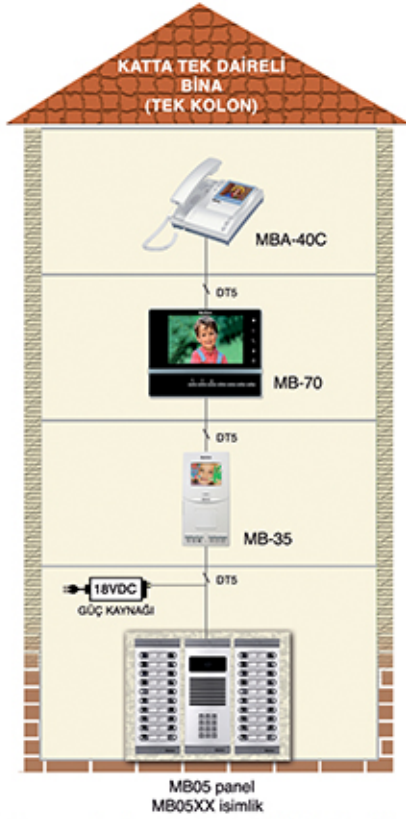 KATTA TEK DAİRELİ
BİNA
(TEK KOLON)
MBA-40C
DT5
MB-70
DT5
MB-35
DT5
18VDC
GÜÇ KAYNAĞI
MB05 panel
MB05XX isimlik